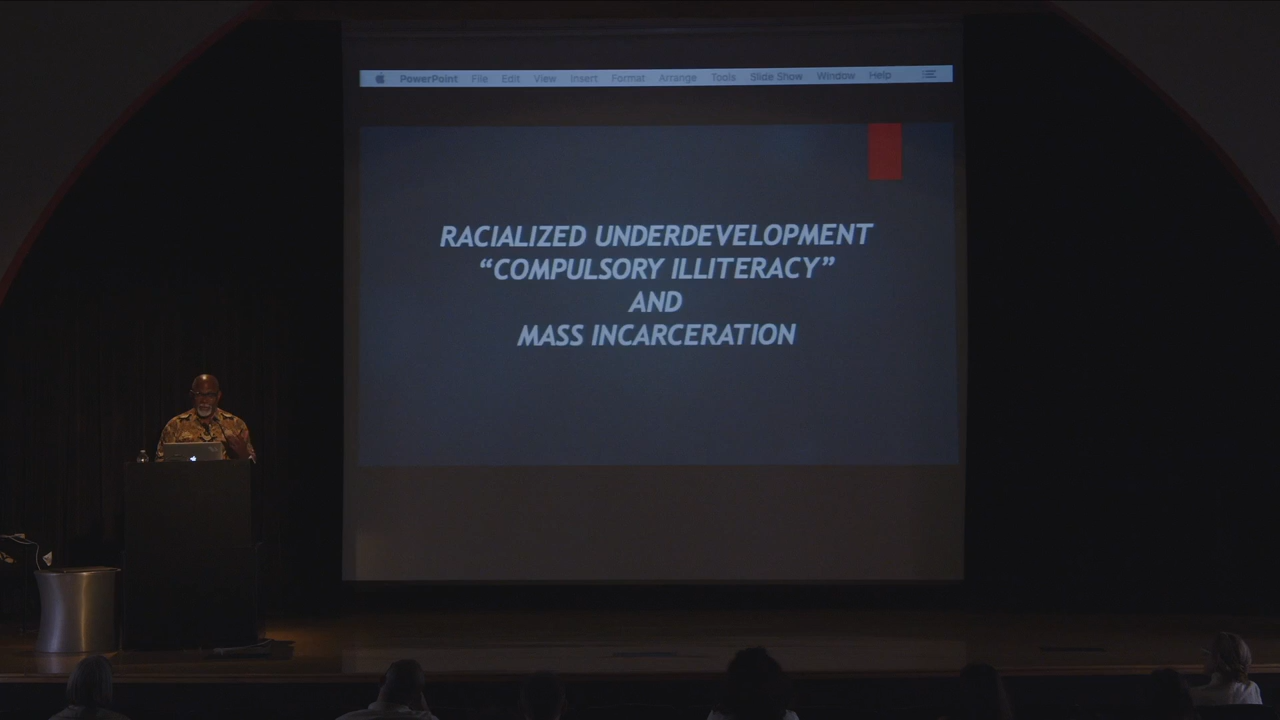 PowerPoint File Edit View Insert Format Arrange Tools Slide Show Window Help
RACIALIZED UNDERDEVELOPMENT
“COMPULSORY ILLITERACY”
AND
MASS INCARCERATION